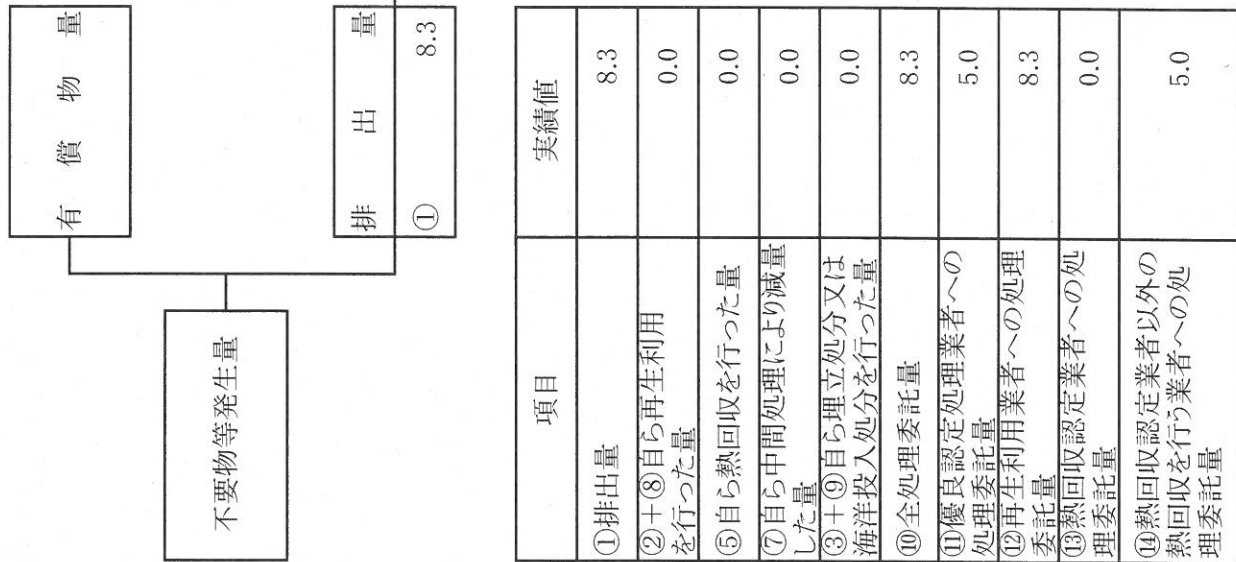 有償物量
不要物等発生量
排出量
① 8.3
項目 実績値
①排出量 8.3
②＋⑧自ら再生利用
を行った量 0.0
⑤自ら熱回収を行った量 0.0
⑦自ら中間処理により減量
した量 0.0
③＋⑨自ら埋立処分又は
海洋投入処分を行った量 0.0
⑩全処理委託量 8.3
⑪優良認定処理業者への
処理委託量 5.0
⑫再生利用業者への処理
委託量 8.3
⑬熱回収認定業者への処
理委託量 0.0
⑭熱回収認定業者以外の
熱回収を行う業者への処
理委託量 5.0